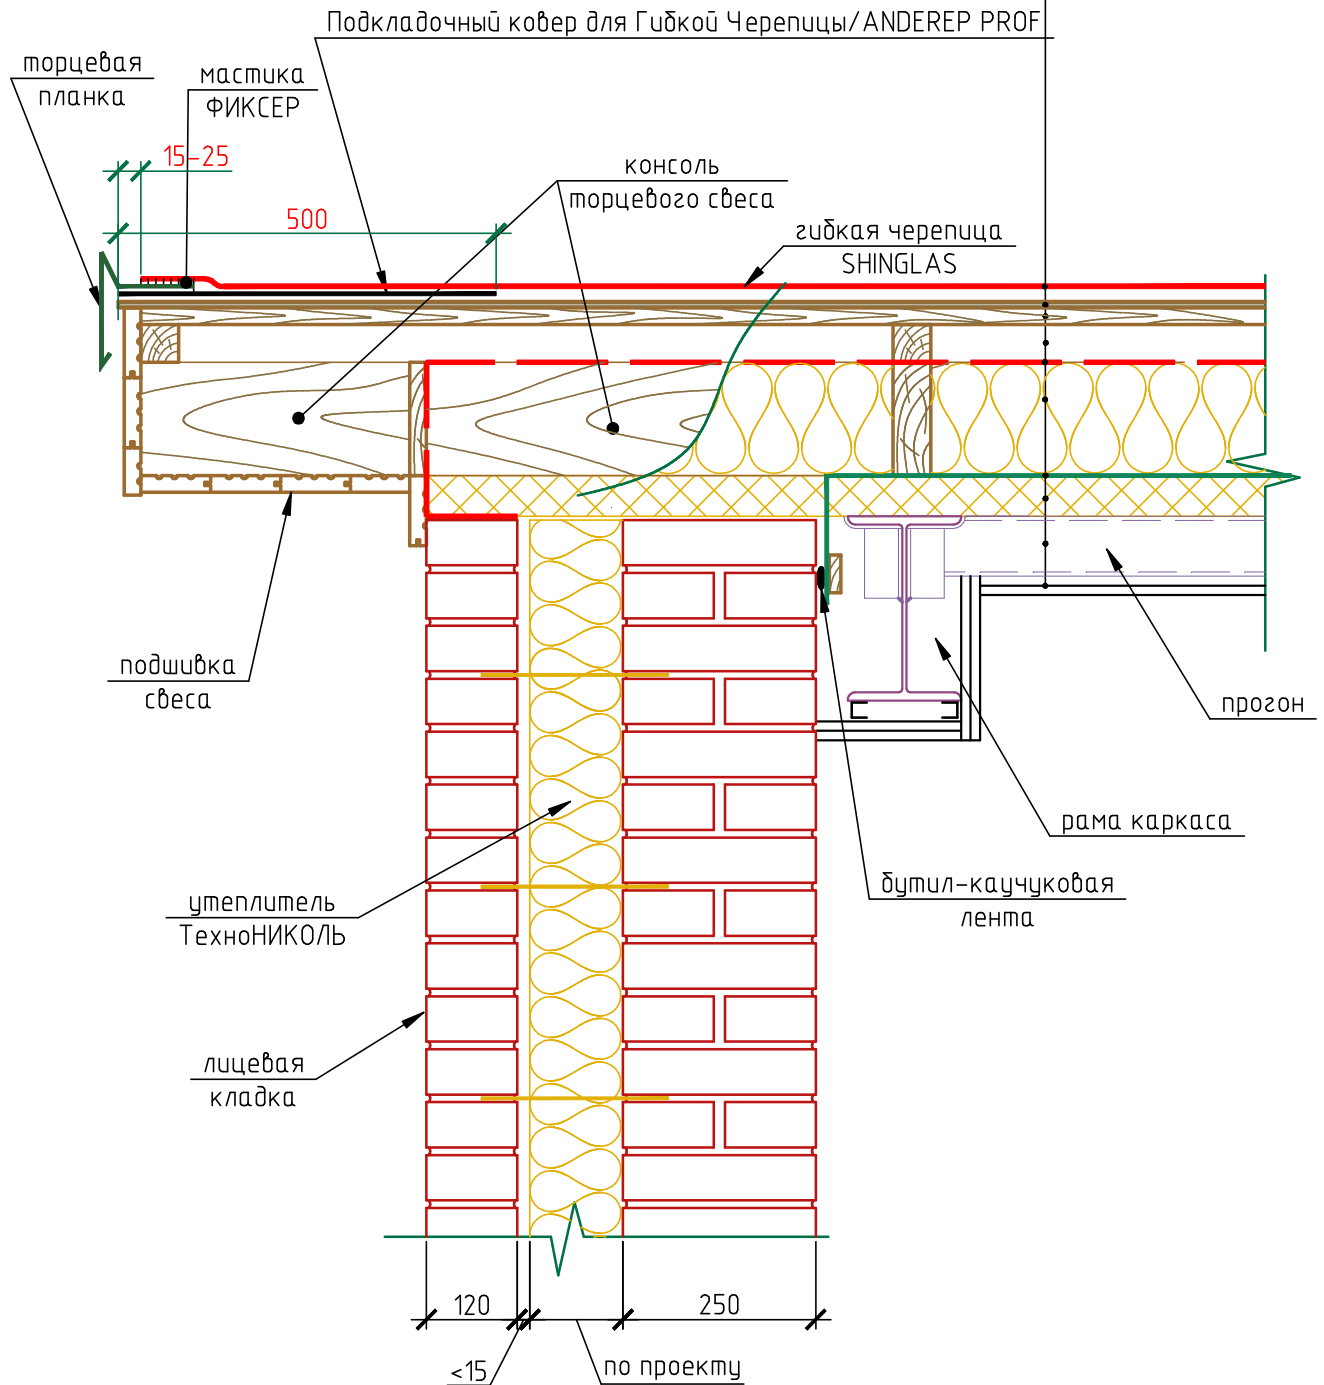 Подкладочный ковер для Гибкой Черепицы/ANDEREP PROF
торцевая
планка
мастика
ФИКСЕР
15-25
консоль
торцевого свеса
500
гибкая черепица
SHINGLAS
подшивка
свеса
прогон
рама каркаса
бутил-каучуковая
лента
утеплитель
ТехноНИКОЛЬ
лицевая
кладка
120
250
<15
по проекту